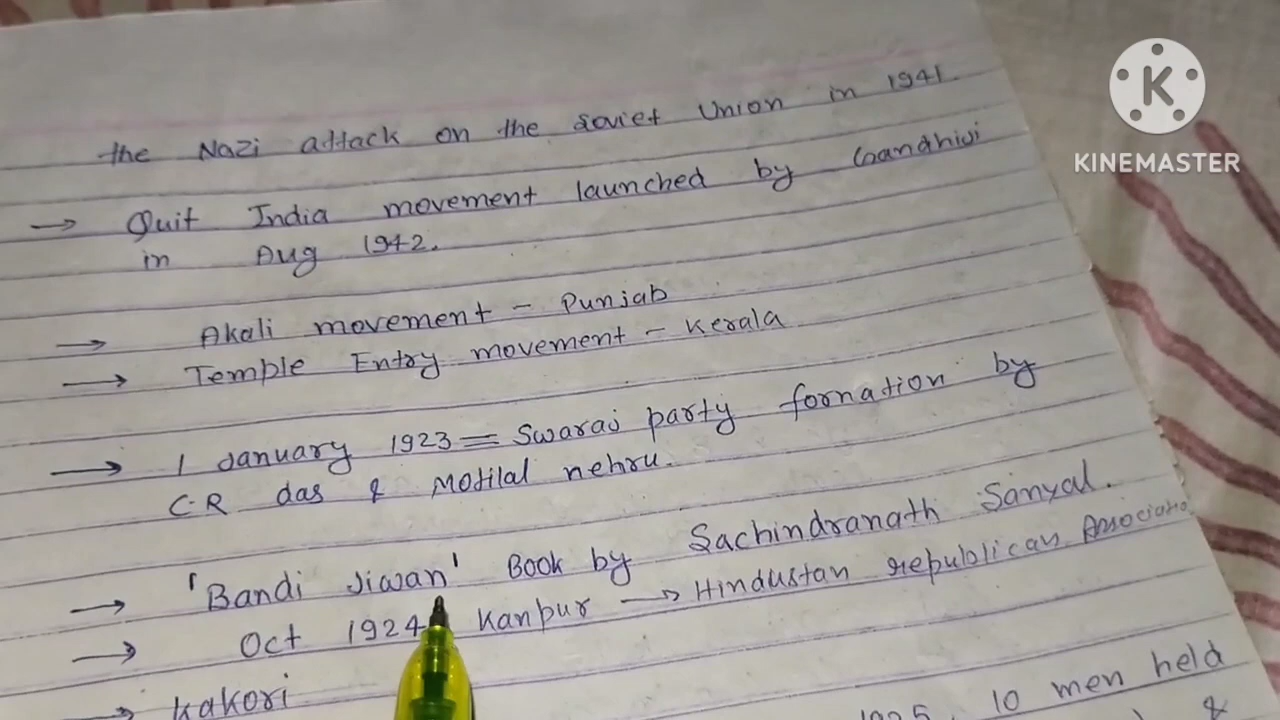 the Nazi attack on the Soviet Union in 1941.
→ Quit India movement launched by Gandhiji
in Aug 1942.
→ Akali movement - Punjab
→ Temple Entry movement - Kerala
→ 1 January 1923 = Swaraj party formation by
C.R das & Motilal nehru.
→ 'Bandi Jiwan' Book by Sachindranath Sanyal.
→ Oct 1924 Kanpur → Hindustan republican Associatio
→ Kakori
1925, 10 men held
&
K
KINEMASTER